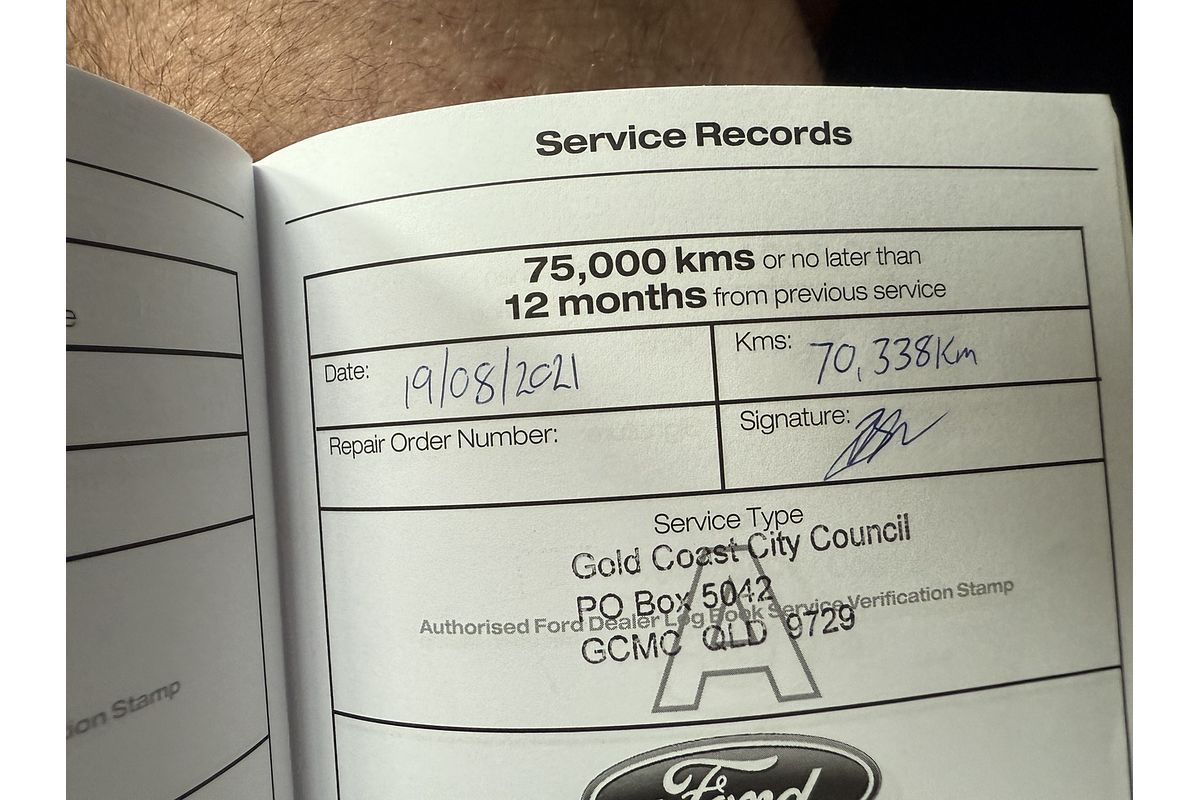 Service Records
75,000 kms or no later than
12 months from previous service
Date: 19/08/2021
Kms: 70,338Km
Repair Order Number:
Signature:
Service Type
Gold Coast City Council
A
PO Box 5042
Authorised Ford Dealer Log Book Service Verification Stamp
GCMC QLD 9729
e
ion Stamp
Ford